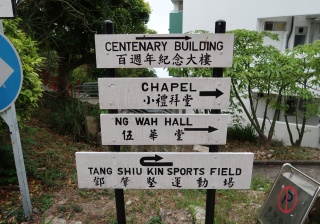 CENTENARY BUILDING
百週年紀念大樓
CHAPEL
小禮拜堂
NG WAH HALL
伍華堂
TANG SHIU KIN SPORTS FIELD
鄧肇堅運動場